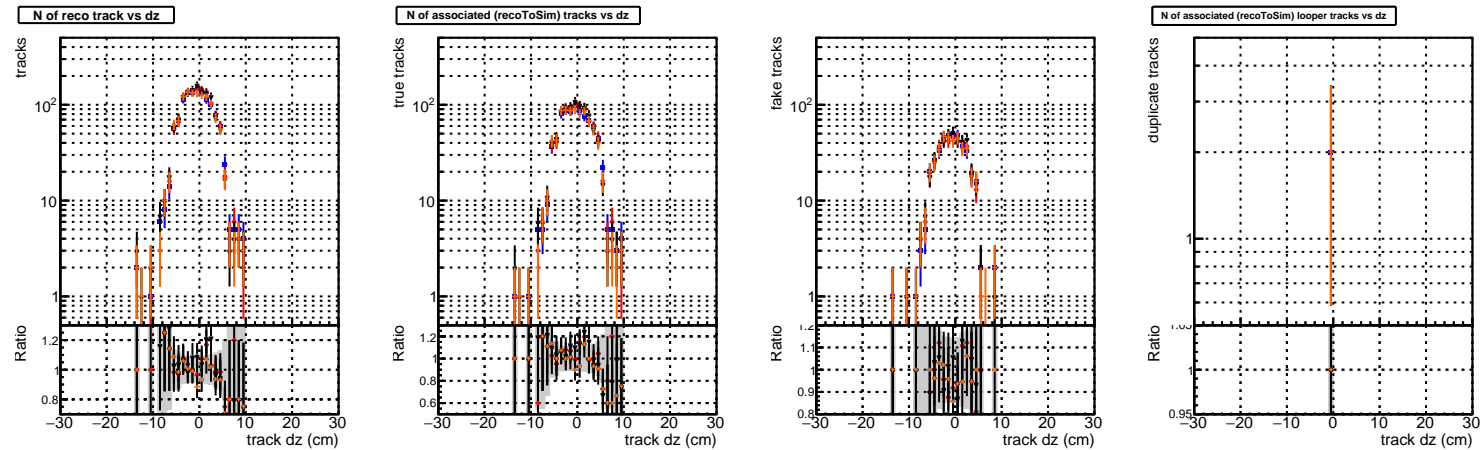 N of reco track vs dz
tracks
10²
10
1
Ratio
1.2
1
0.8
−30 −20 −10 0 10 20 30
track dz (cm)
N of associated (recoToSim) tracks vs dz
true tracks
10²
10
1
Ratio
1.2
1
0.8
0.6
−30 −20 −10 0 10 20 30
track dz (cm)
fake tracks
10²
10
1
Ratio
1.2
1.1
1
0.9
0.8
−30 −20 −10 0 10 20 30
track dz (cm)
N of associated (recoToSim) looper tracks vs dz
duplicate tracks
1
Ratio
1.05
1
0.95
−30 −20 −10 0 10 20 30
track dz (cm)